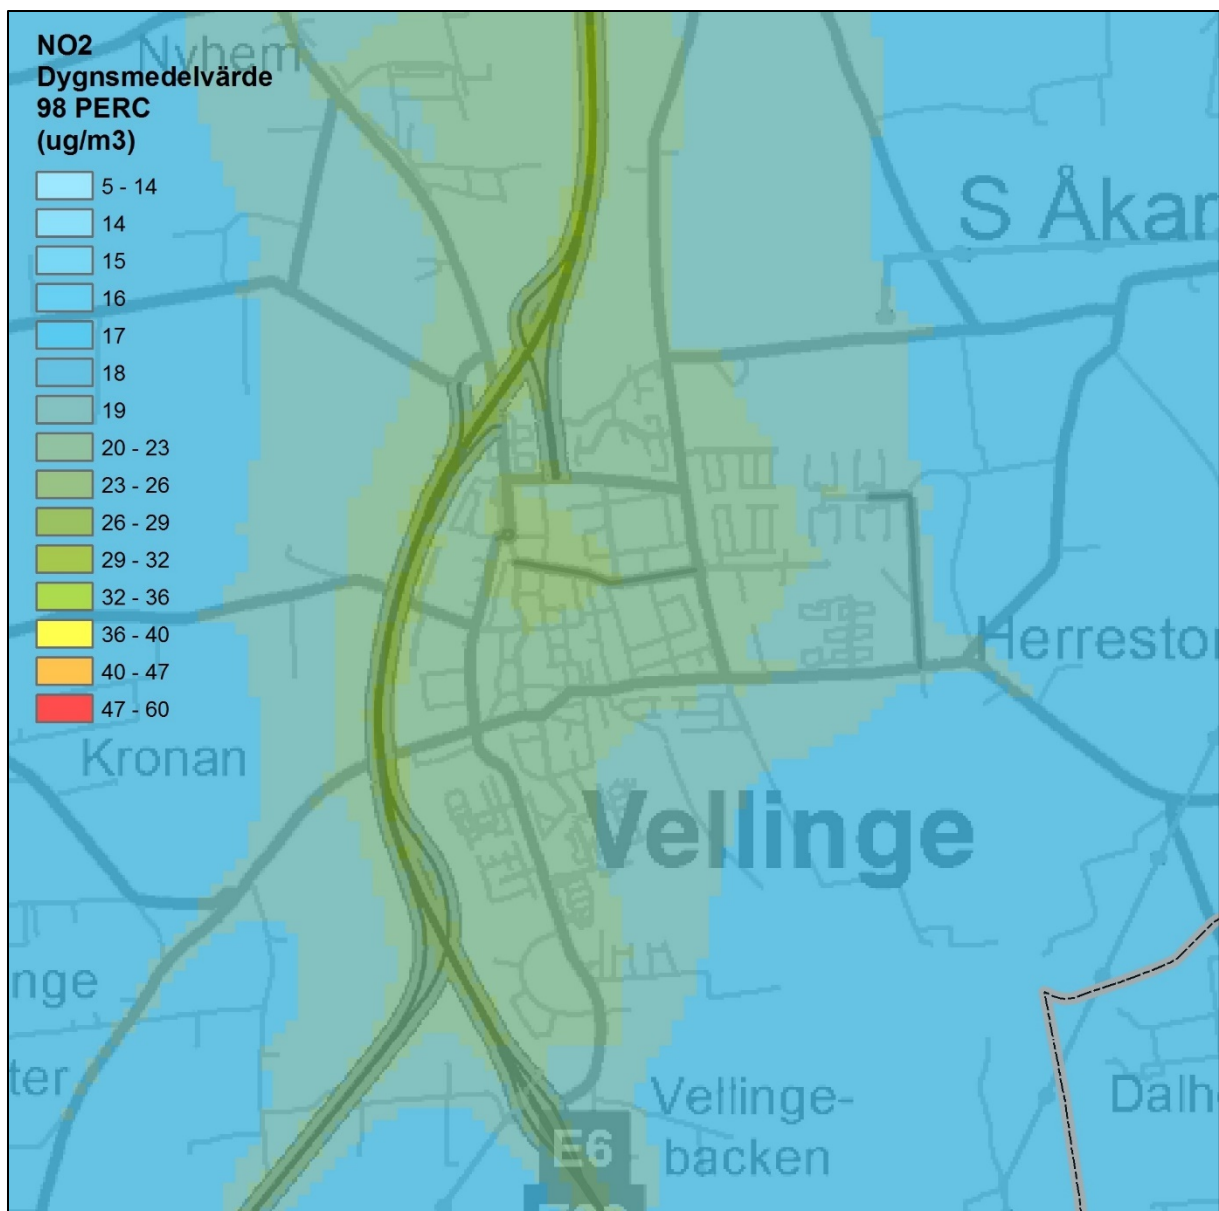 NO2
Dygnsmedelvärde
98 PERC
(ug/m3)
5 - 14
14
15
16
17
18
19
20 - 23
23 - 26
26 - 29
29 - 32
32 - 36
36 - 40
40 - 47
47 - 60
Nyhem
S Åkar
Herrestor
Kronan
Vellinge
nge
ter
Vellinge-
backen
Dalh
E6